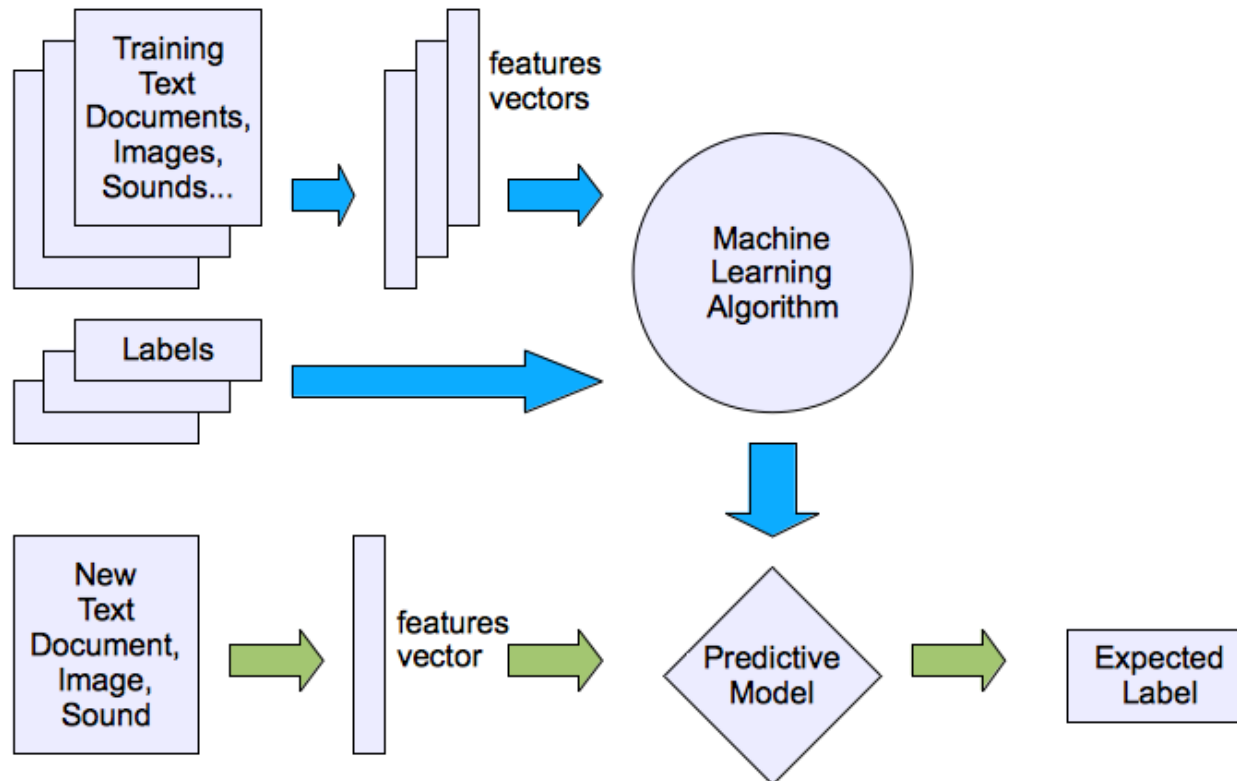 Training
Text
Documents,
Images,
Sounds...
features
vectors
Machine
Learning
Algorithm
Labels
New
Text
Document,
Image,
Sound
features
vector
Predictive
Model
Expected
Label